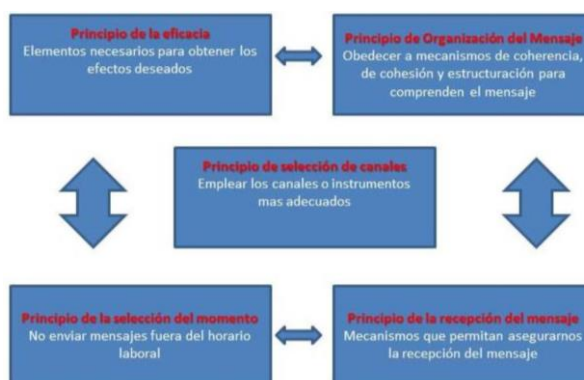 Principio de la eficacia
Elementos necesarios para obtener los
efectos deseados
Principio de Organización del Mensaje
Obedecer a mecanismos de coherencia,
de cohesión y estructuración para
comprenden el mensaje
Principio de selección de canales
Emplear los canales o instrumentos
mas adecuados
Principio de la selección del momento
No enviar mensajes fuera del horario
laboral
Principio de la recepción del mensaje
Mecanismos que permitan asegurarnos
la recepción del mensaje